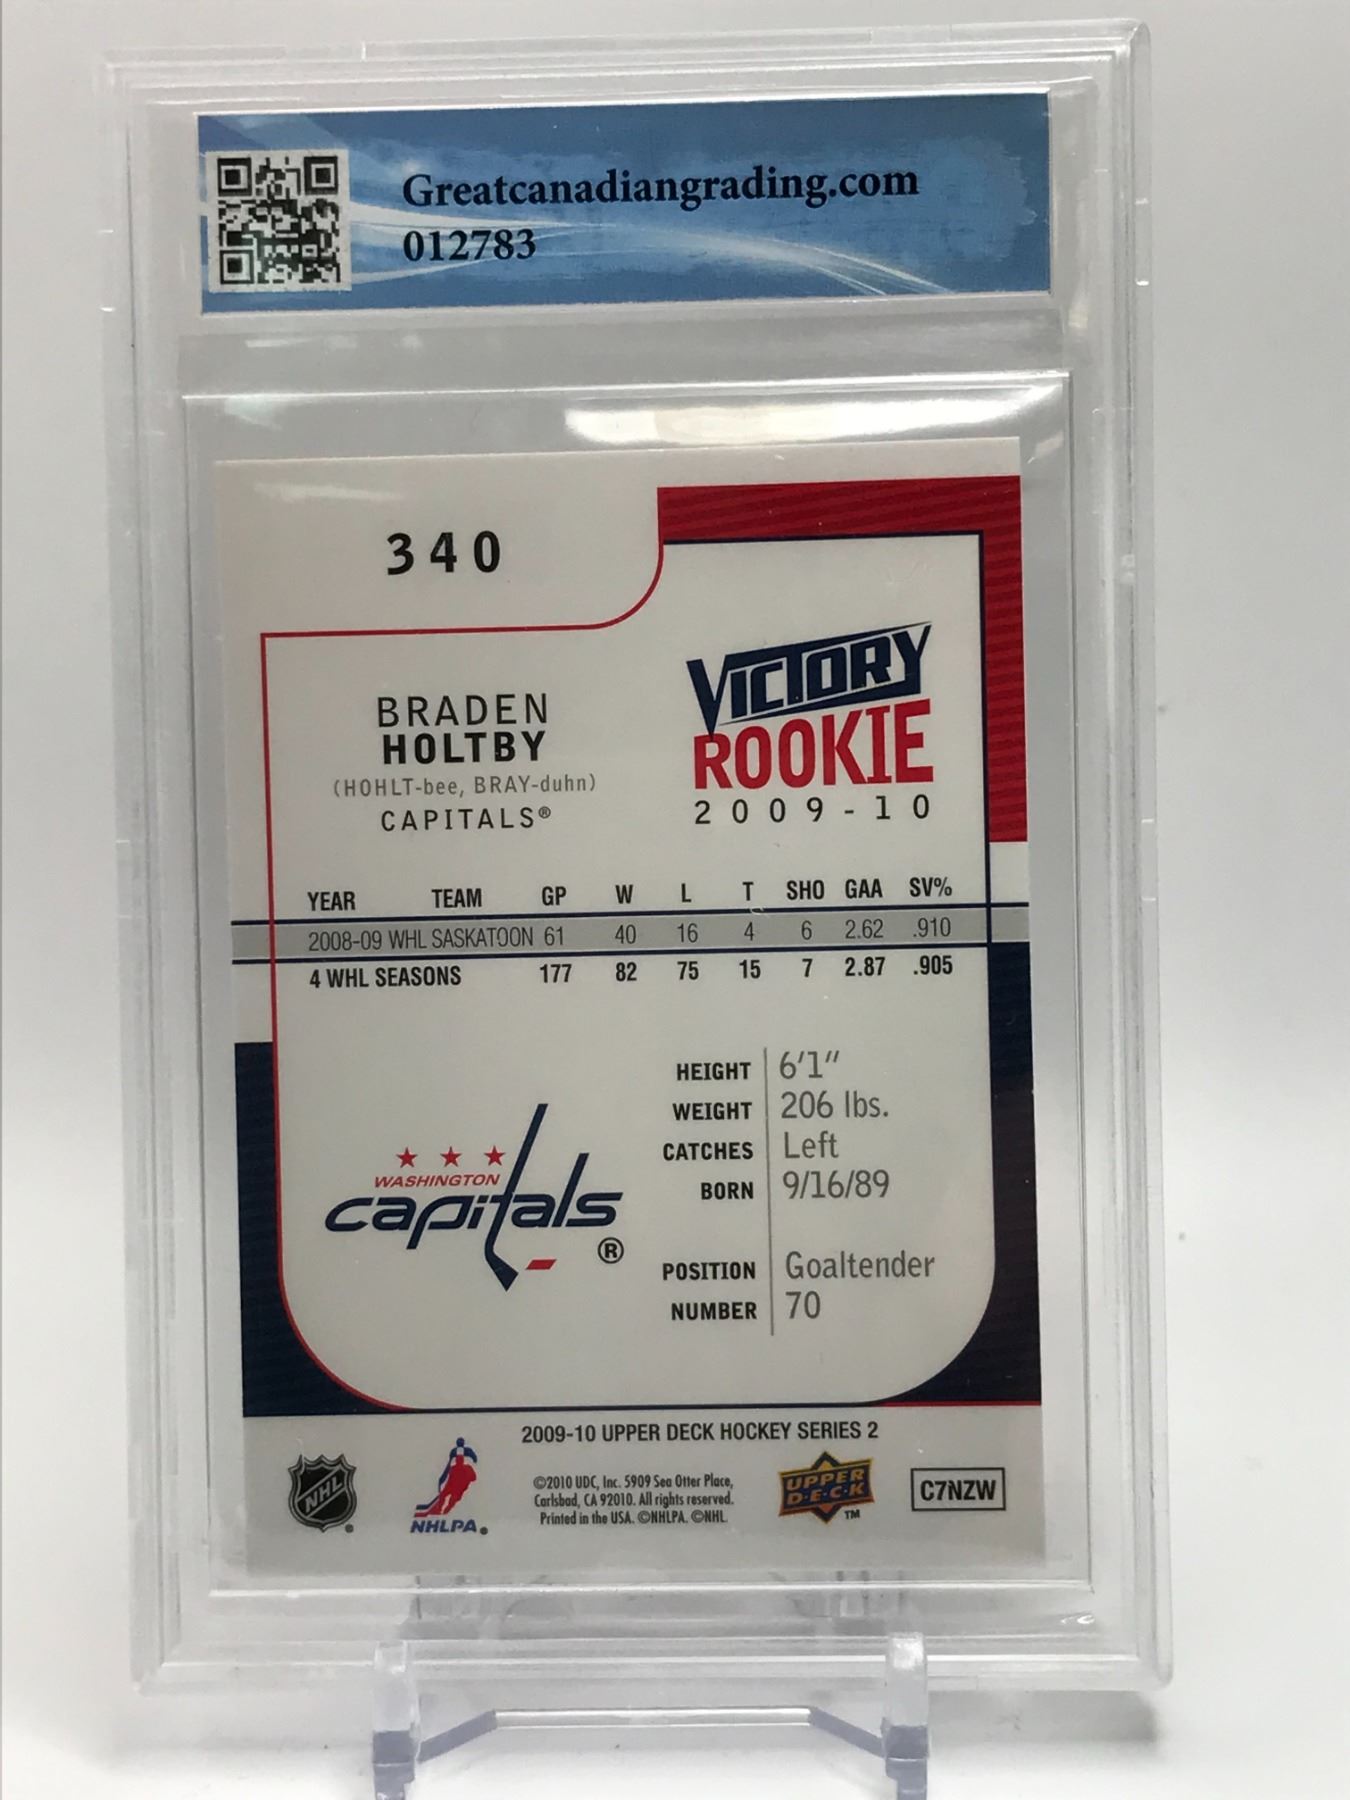 Greatcanadiangrading.com
012783
340
VICTORY
ROOKIE
2009-10
BRADEN
HOLTBY
(HOHLT-bee, BRAY-duhn)
CAPITALS®
YEAR TEAM GP W L T SHO GAA SV%
2008-09 WHL SASKATOON 61 40 16 4 6 2.62 .910
4 WHL SEASONS 177 82 75 15 7 2.87 .905
HEIGHT 6'1"
WEIGHT 206 lbs.
CATCHES Left
BORN 9/16/89
POSITION Goaltender
NUMBER 70
WASHINGTON
capitals®
2009-10 UPPER DECK HOCKEY SERIES 2
NHL
NHLPA
©2010 UDC, Inc. 5909 Sea Otter Place,
Carlsbad, CA 92010. All rights reserved.
Printed in the USA. ©NHLPA. ©NHL.
UPPER
DECK™
C7NZW